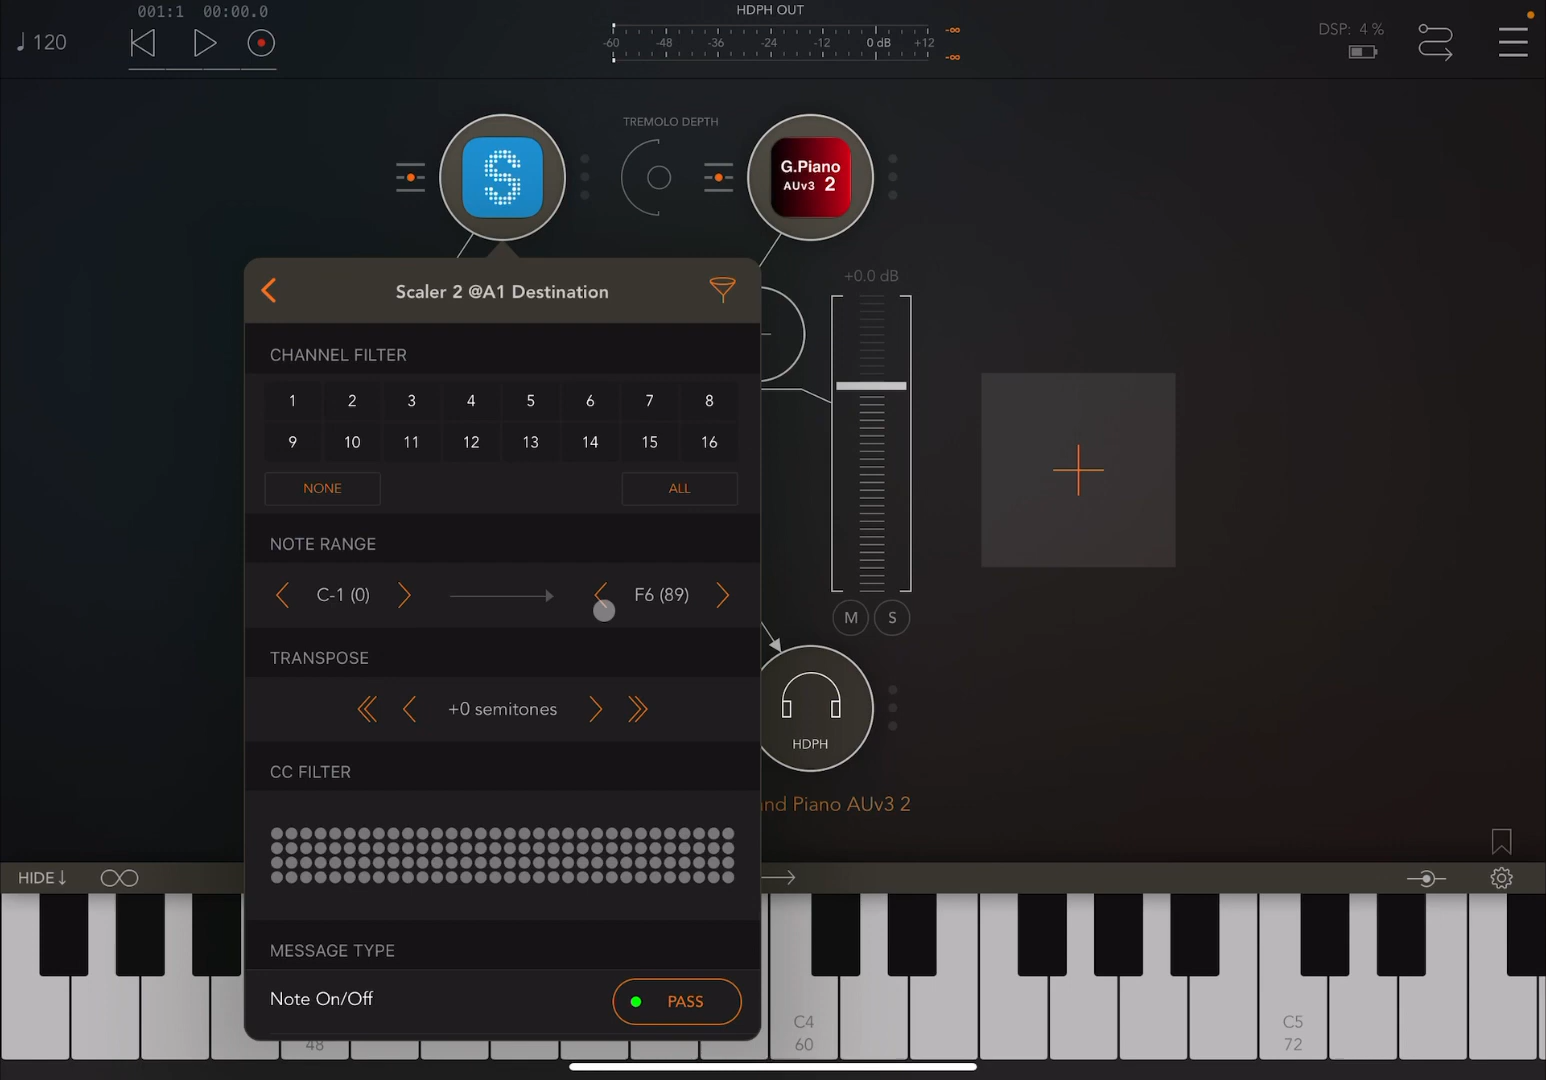 001:1 00:00.0
120
HDPH OUT
-60 -48 -36 -24 -12 0 dB +12
-∞
-∞
DSP: 4 %
TREMOLO DEPTH
S
G.Piano
AUv3 2
Scaler 2 @A1 Destination
+0.0 dB
CHANNEL FILTER
1 2 3 4 5 6 7 8
9 10 11 12 13 14 15 16
NONE ALL
NOTE RANGE
C-1 (0) F6 (89)
M S
TRANSPOSE
+0 semitones
HDPH
CC FILTER
nd Piano AUv3 2
HIDE↓
MESSAGE TYPE
Note On/Off PASS
C4 C5
48 60 72